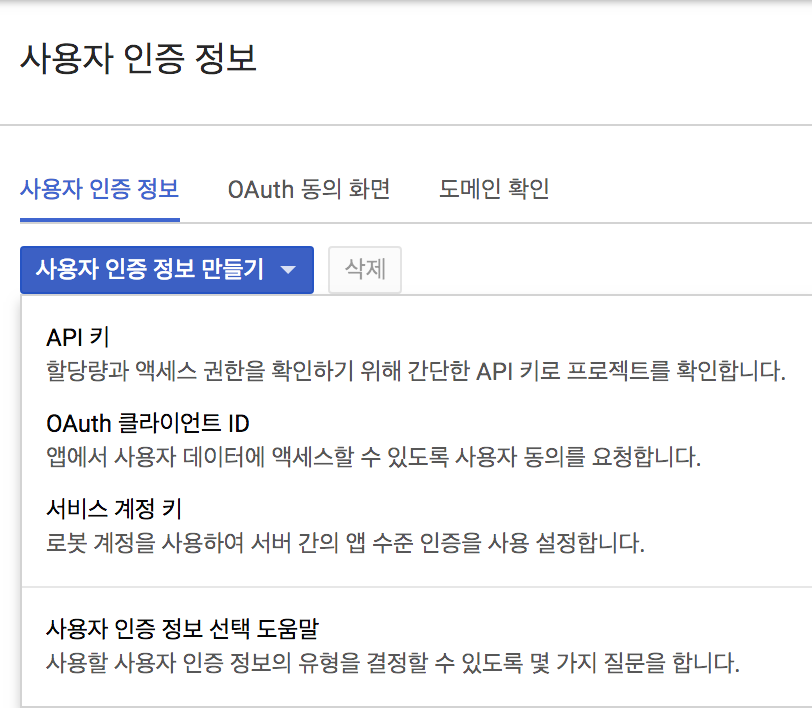 사용자 인증 정보
사용자 인증 정보
OAuth 동의 화면
도메인 확인
사용자 인증 정보 만들기
삭제
API 키
할당량과 액세스 권한을 확인하기 위해 간단한 API 키로 프로젝트를 확인합니다.
OAuth 클라이언트 ID
앱에서 사용자 데이터에 액세스할 수 있도록 사용자 동의를 요청합니다.
서비스 계정 키
로봇 계정을 사용하여 서버 간의 앱 수준 인증을 사용 설정합니다.
사용자 인증 정보 선택 도움말
사용할 사용자 인증 정보의 유형을 결정할 수 있도록 몇 가지 질문을 합니다.